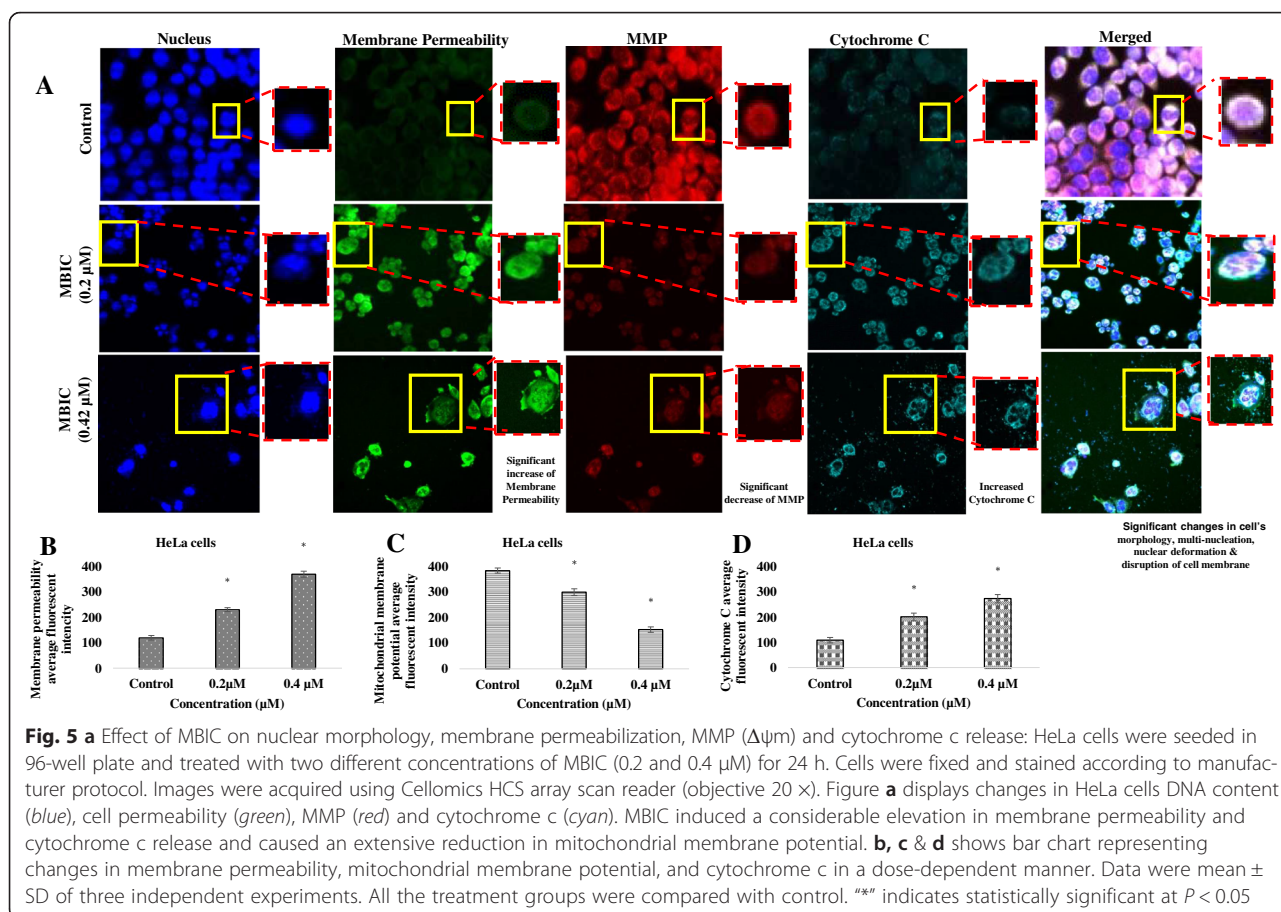 Nucleus
Membrane Permeability
MMP
Cytochrome C
Merged
A
Control
MBIC
(0.2 µM)
MBIC
(0.42 µM)
Significant
increase of
Membrane
Permeability
Significant
decrease of MMP
Increased
Cytochrome C
Significant changes in cell's
morphology, multi-nucleation,
nuclear deformation &
disruption of cell membrane
B
HeLa cells
Membrane permeability
average fluorescent
intencity
400
300
200
100
0
*
*
Control
0.2µM
0.4 µM
Concentration (µM)
C
HeLa cells
Mitochondrial membrane
potential average
fluorescent intensity
400
300
200
100
0
*
*
Control
0.2µM
0.4 µM
Concentration (µM)
D
HeLa cells
Cytochrome C average
fluorescent intensity
400
300
200
100
0
*
*
Control
0.2µM
0.4 µM
Concentration (µM)
Fig. 5 a Effect of MBIC on nuclear morphology, membrane permeabilization, MMP (Δψm) and cytochrome c release: HeLa cells were seeded in
96-well plate and treated with two different concentrations of MBIC (0.2 and 0.4 μM) for 24 h. Cells were fixed and stained according to manufac-
turer protocol. Images were acquired using Cellomics HCS array scan reader (objective 20 ×). Figure a displays changes in HeLa cells DNA content
(blue), cell permeability (green), MMP (red) and cytochrome c (cyan). MBIC induced a considerable elevation in membrane permeability and
cytochrome c release and caused an extensive reduction in mitochondrial membrane potential. b, c & d shows bar chart representing
changes in membrane permeability, mitochondrial membrane potential, and cytochrome c in a dose-dependent manner. Data were mean ±
SD of three independent experiments. All the treatment groups were compared with control. “*” indicates statistically significant at P < 0.05